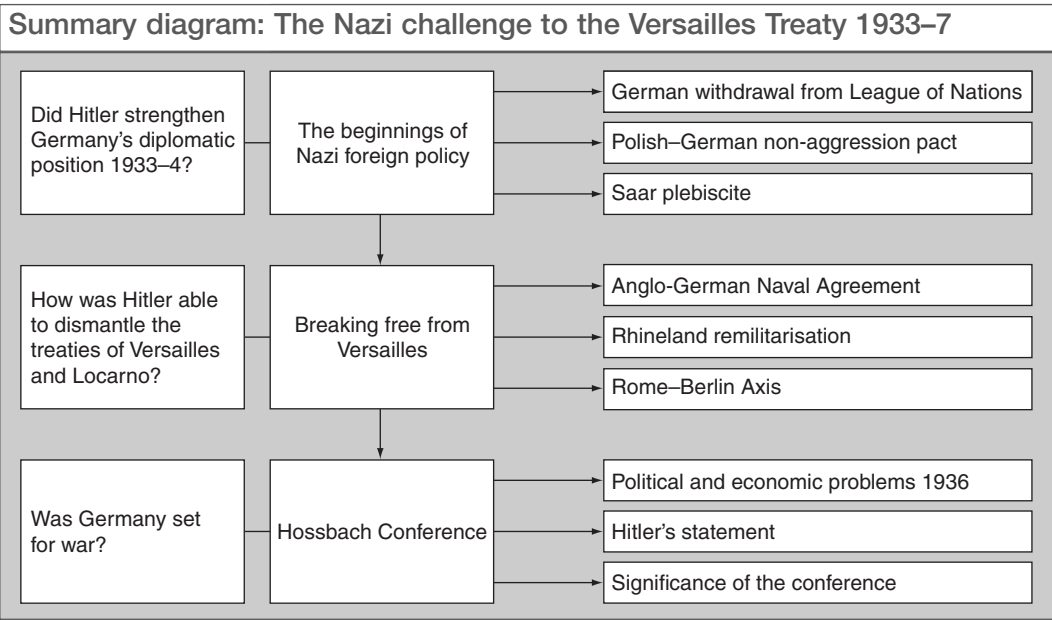 Summary diagram: The Nazi challenge to the Versailles Treaty 1933–7
Did Hitler strengthen
Germany's diplomatic
position 1933–4?
The beginnings of
Nazi foreign policy
German withdrawal from League of Nations
Polish–German non-aggression pact
Saar plebiscite
How was Hitler able
to dismantle the
treaties of Versailles
and Locarno?
Breaking free from
Versailles
Anglo-German Naval Agreement
Rhineland remilitarisation
Rome–Berlin Axis
Was Germany set
for war?
Hossbach Conference
Political and economic problems 1936
Hitler's statement
Significance of the conference